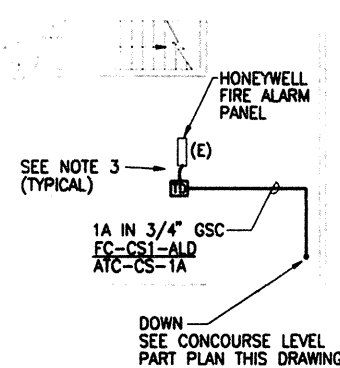 HONEYWELL
FIRE ALARM
PANEL
(E)
SEE NOTE 3
(TYPICAL)
TD
1A IN 3/4" GSC
FC-CS1-ALD
ATC-CS-1A
DOWN
SEE CONCOURSE LEVEL
PART PLAN THIS DRAWING